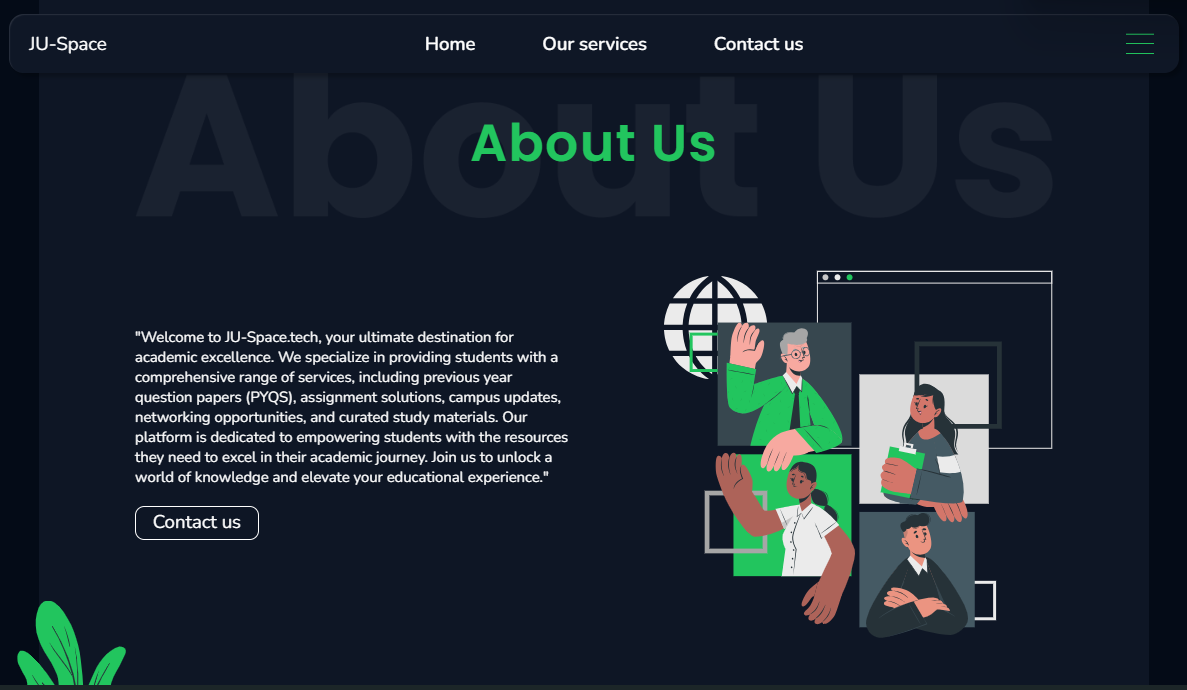 JU-Space
Home
Our services
Contact us
About Us
About Us
"Welcome to JU-Space.tech, your ultimate destination for
academic excellence. We specialize in providing students with a
comprehensive range of services, including previous year
question papers (PYQS), assignment solutions, campus updates,
networking opportunities, and curated study materials. Our
platform is dedicated to empowering students with the resources
they need to excel in their academic journey. Join us to unlock a
world of knowledge and elevate your educational experience."
Contact us